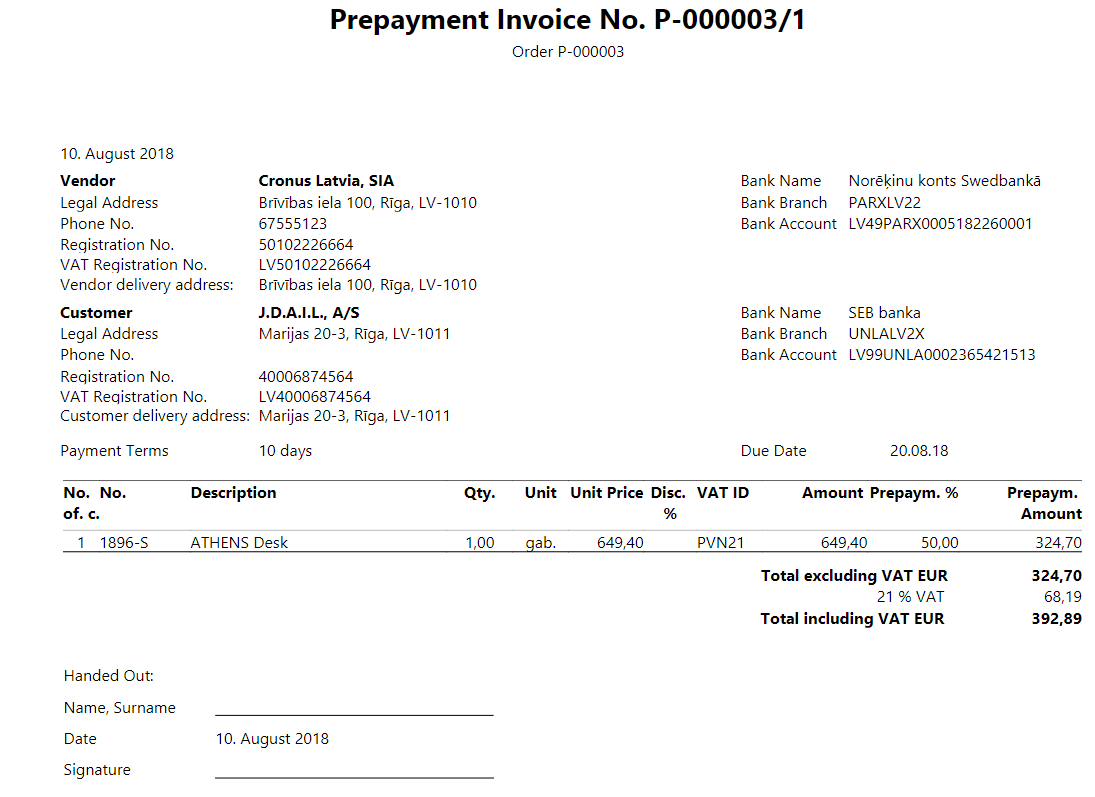 Prepayment Invoice No. P-000003/1
Order P-000003
10. August 2018
Vendor Cronus Latvia, SIA Bank Name Norēķinu konts Swedbankā
Legal Address Brīvības iela 100, Rīga, LV-1010 Bank Branch PARXLV22
Phone No. 67555123 Bank Account LV49PARX0005182260001
Registration No. 50102226664
VAT Registration No. LV50102226664
Vendor delivery address: Brīvības iela 100, Rīga, LV-1010
Customer J.D.A.I.L., A/S Bank Name SEB banka
Legal Address Marijas 20-3, Rīga, LV-1011 Bank Branch UNLALV2X
Phone No. Bank Account LV99UNLA0002365421513
Registration No. 40006874564
VAT Registration No. LV40006874564
Customer delivery address: Marijas 20-3, Rīga, LV-1011
Payment Terms 10 days Due Date 20.08.18
No. No. Description Qty. Unit Unit Price Disc. VAT ID Amount Prepaym. % Prepaym.
of. c. % Amount
1 1896-S ATHENS Desk 1,00 gab. 649,40 PVN21 649,40 50,00 324,70
Total excluding VAT EUR 324,70
21 % VAT 68,19
Total including VAT EUR 392,89
Handed Out:
Name, Surname
Date 10. August 2018
Signature